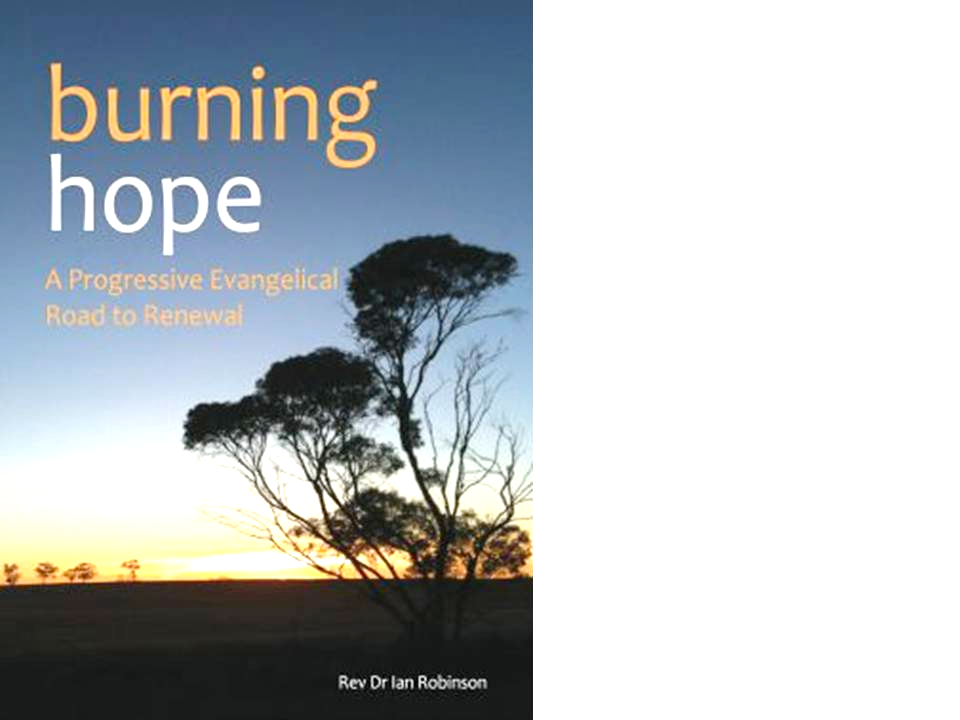 burning
hope
A Progressive Evangelical
Road to Renewal
Rev Dr Ian Robinson